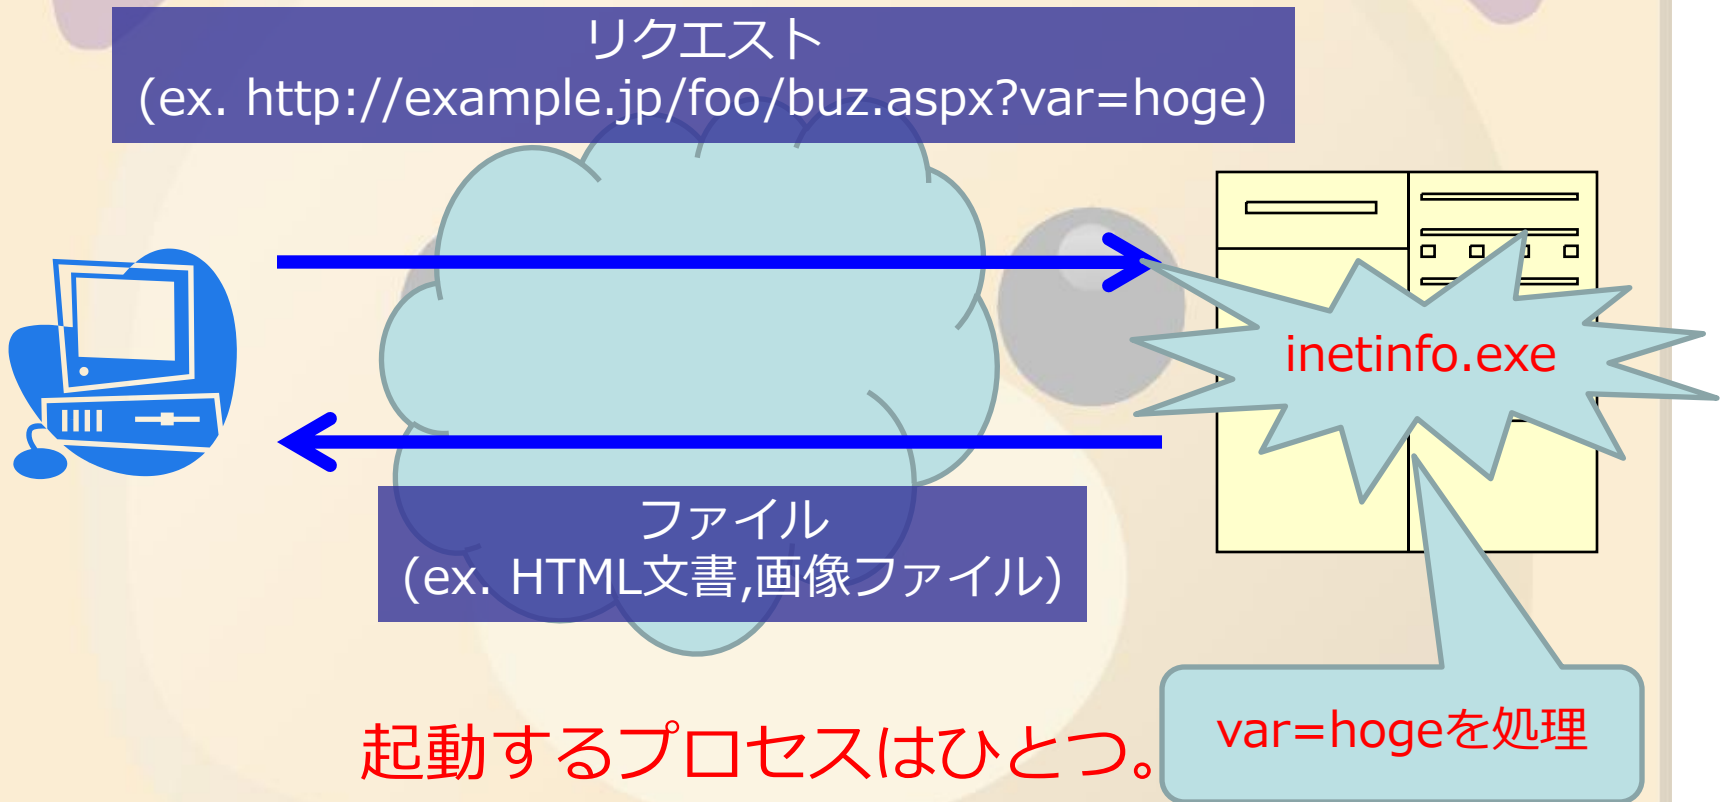 リクエスト
(ex. http://example.jp/foo/buz.aspx?var=hoge)
inetinfo.exe
ファイル
(ex. HTML文書,画像ファイル)
var=hogeを処理
起動するプロセスはひとつ。